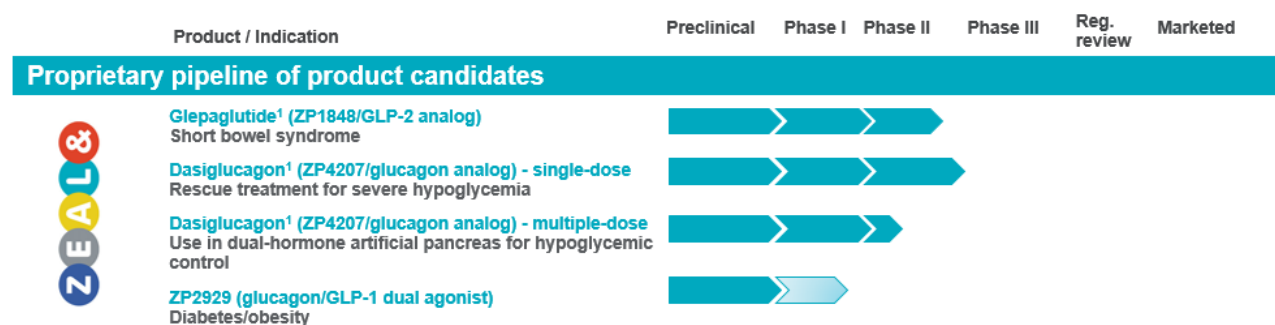 Product / Indication
Preclinical
Phase I
Phase II
Phase III
Reg.
review
Marketed
Proprietary pipeline of product candidates
ZEAL&
Glepaglutide¹ (ZP1848/GLP-2 analog)
Short bowel syndrome
Dasiglucagon¹ (ZP4207/glucagon analog) - single-dose
Rescue treatment for severe hypoglycemia
Dasiglucagon¹ (ZP4207/glucagon analog) - multiple-dose
Use in dual-hormone artificial pancreas for hypoglycemic
control
ZP2929 (glucagon/GLP-1 dual agonist)
Diabetes/obesity